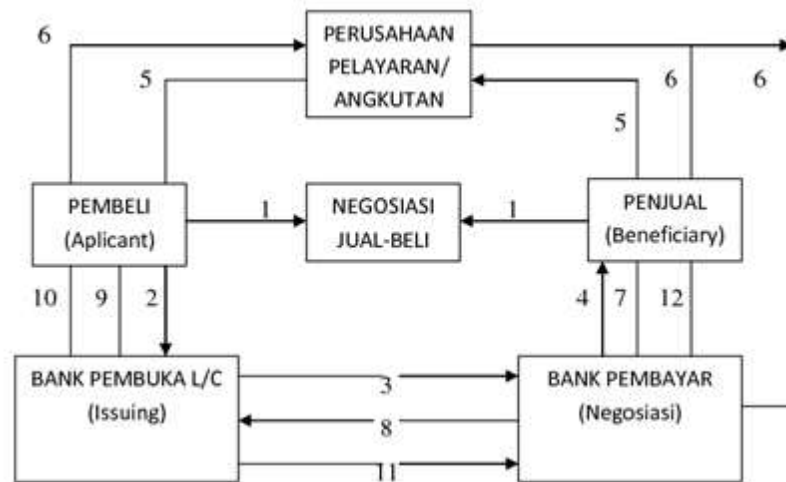 6
PERUSAHAAN
PELAYARAN/
ANGKUTAN
5
6
6
5
PEMBELI
(Aplicant)
1
NEGOSIASI
JUAL-BELI
1
PENJUAL
(Beneficiary)
10
9
2
4
7
12
BANK PEMBUKA L/C
(Issuing)
3
8
11
BANK PEMBAYAR
(Negosiasi)